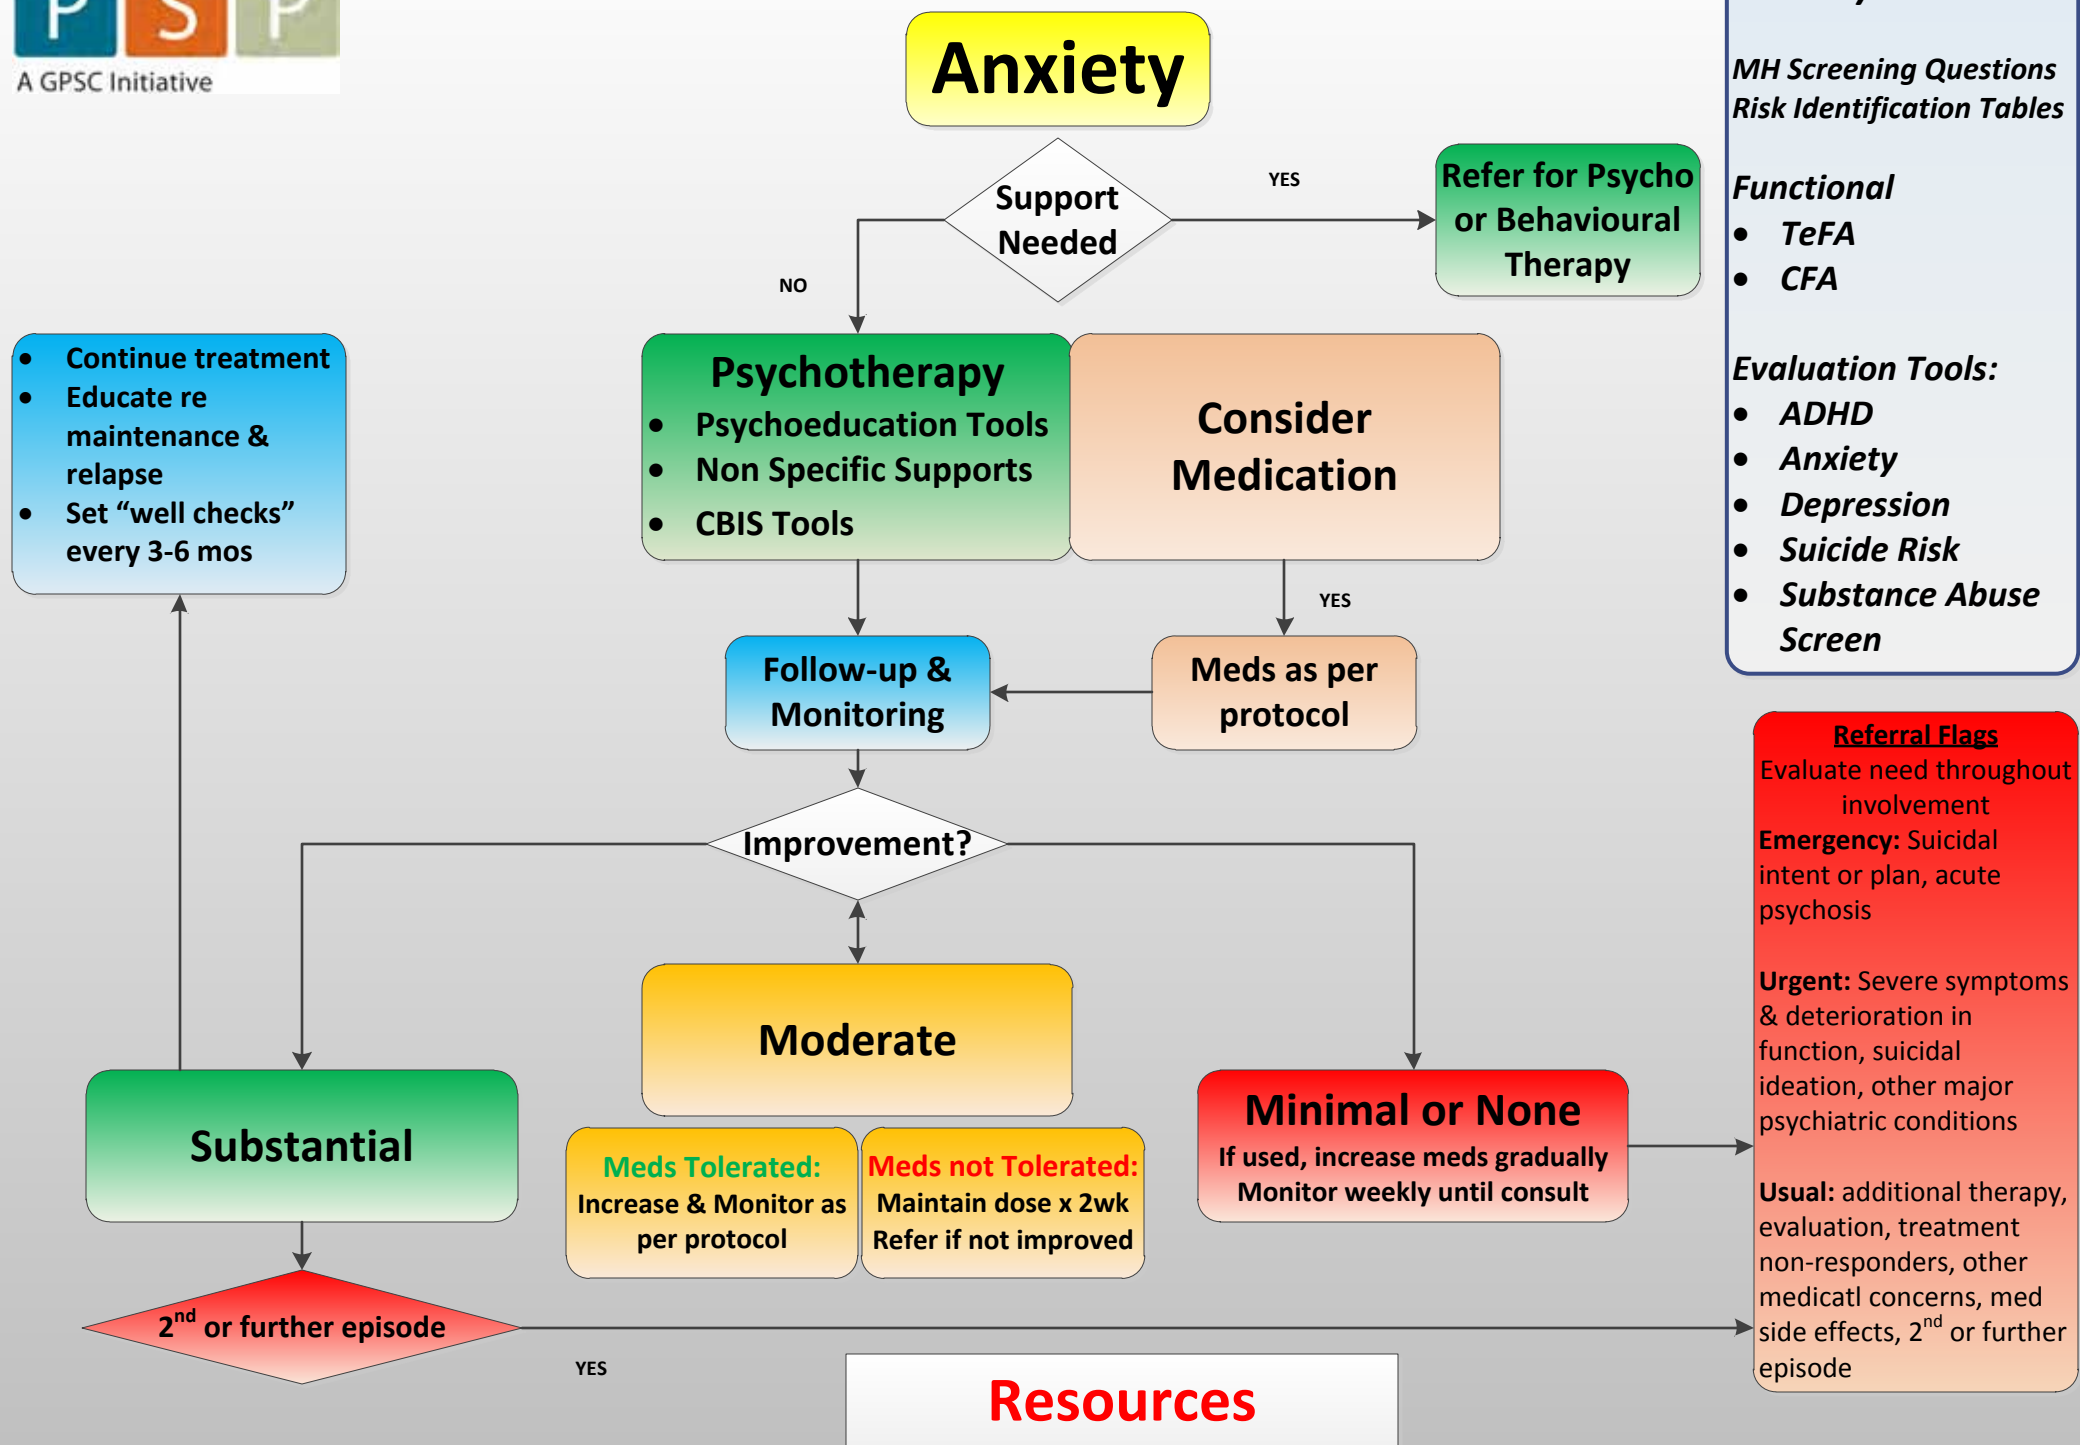 P S P
A GPSC Initiative
Anxiety
Support
Needed
YES
Refer for Psycho
or Behavioural
Therapy
NO
MH Screening Questions
Risk Identification Tables
Functional
• TeFA
• CFA
Evaluation Tools:
• ADHD
• Anxiety
• Depression
• Suicide Risk
• Substance Abuse
Screen
• Continue treatment
• Educate re
maintenance &
relapse
• Set “well checks”
every 3-6 mos
Psychotherapy
• Psychoeducation Tools
• Non Specific Supports
• CBIS Tools
Consider
Medication
YES
Follow-up &
Monitoring
Meds as per
protocol
Improvement?
Moderate
Substantial
Meds Tolerated:
Increase & Monitor as
per protocol
Meds not Tolerated:
Maintain dose x 2wk
Refer if not improved
Minimal or None
If used, increase meds gradually
Monitor weekly until consult
2nd or further episode
YES
Referral Flags
Evaluate need throughout
involvement
Emergency: Suicidal
intent or plan, acute
psychosis
Urgent: Severe symptoms
& deterioration in
function, suicidal
ideation, other major
psychiatric conditions
Usual: additional therapy,
evaluation, treatment
non-responders, other
medicatl concerns, med
side effects, 2nd or further
episode
Resources